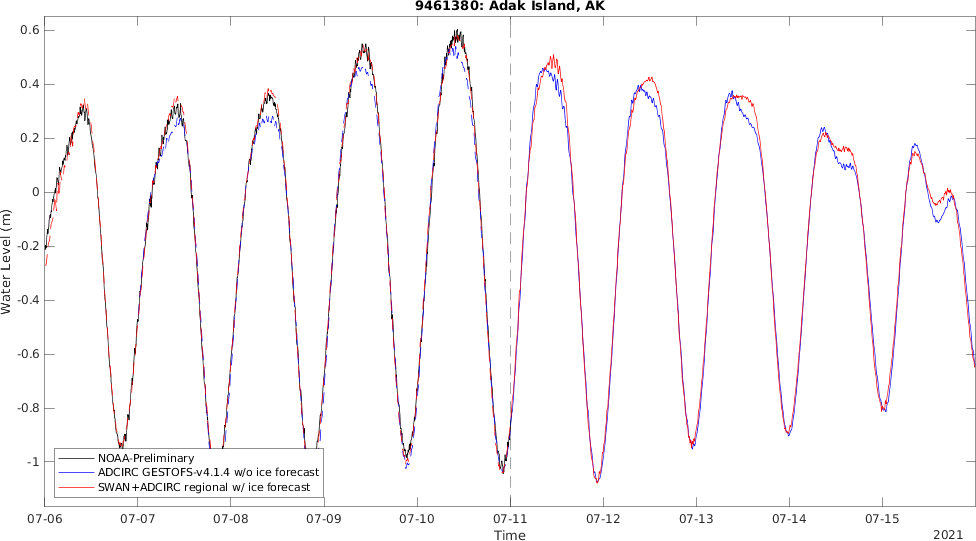 9461380: Adak Island, AK
Water Level (m)
0.6
0.4
0.2
0
-0.2
-0.4
-0.6
-0.8
-1
NOAA-Preliminary
ADCIRC GESTOFS-v4.1.4 w/o ice forecast
SWAN+ADCIRC regional w/ ice forecast
07-06 07-07 07-08 07-09 07-10 07-11 07-12 07-13 07-14 07-15
Time
2021